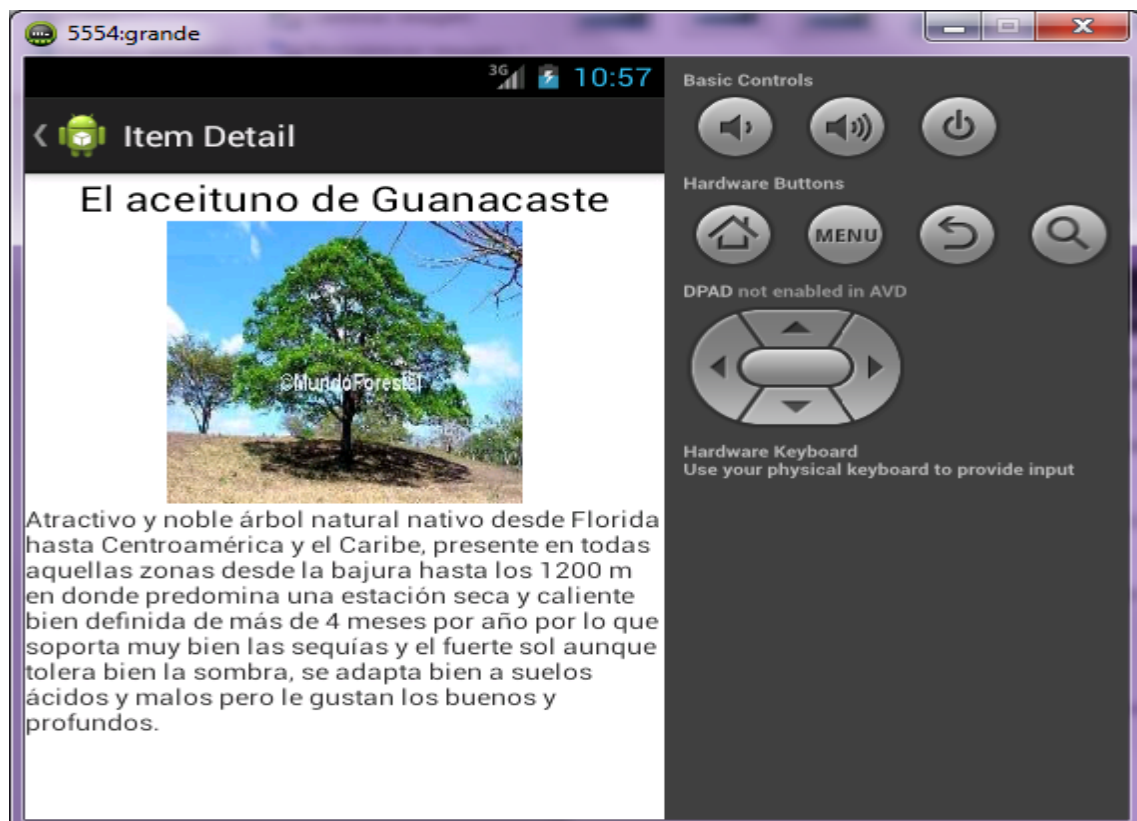 5554:grande
3G 10:57
Item Detail
El aceituno de Guanacaste
©MundoForestal
Atractivo y noble árbol natural nativo desde Florida
hasta Centroamérica y el Caribe, presente en todas
aquellas zonas desde la bajura hasta los 1200 m
en donde predomina una estación seca y caliente
bien definida de más de 4 meses por año por lo que
soporta muy bien las sequías y el fuerte sol aunque
tolera bien la sombra, se adapta bien a suelos
ácidos y malos pero le gustan los buenos y
profundos.
Basic Controls
Hardware Buttons
MENU
DPAD not enabled in AVD
Hardware Keyboard
Use your physical keyboard to provide input